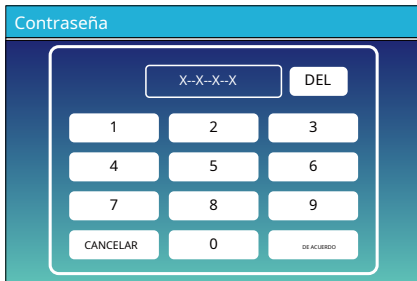 Contraseña
X--X--X--X DEL
1 2 3
4 5 6
7 8 9
CANCELAR 0 DE ACUERDO